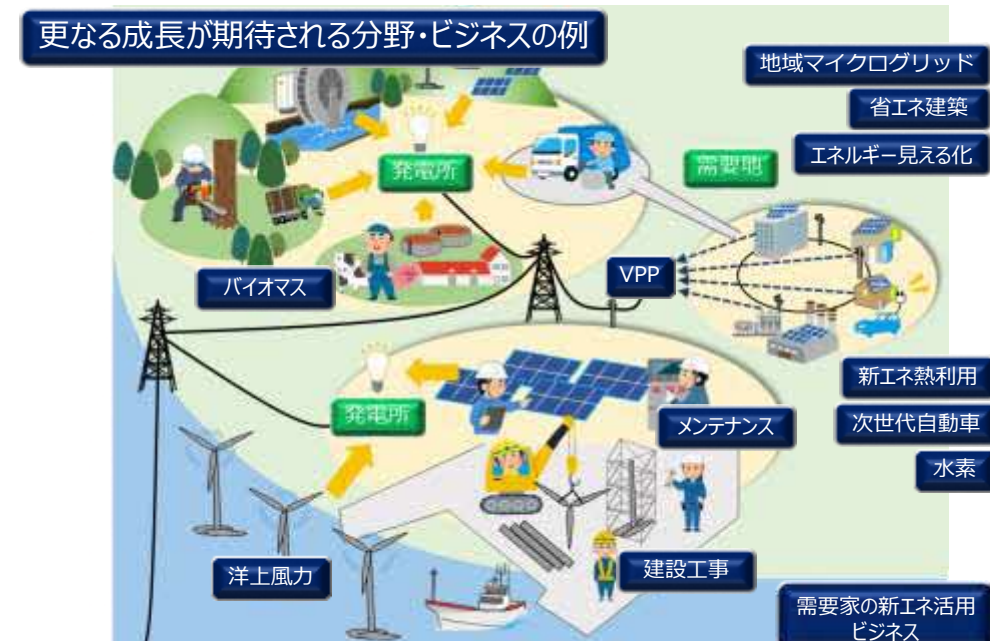 更なる成長が期待される分野・ビジネスの例
地域マイクログリッド
省エネ建築
エネルギー見える化
発電所
需要地
バイオマス
VPP
新エネ熱利用
発電所
メンテナンス
次世代自動車
水素
洋上風力
建設工事
需要家の新エネ活用
ビジネス